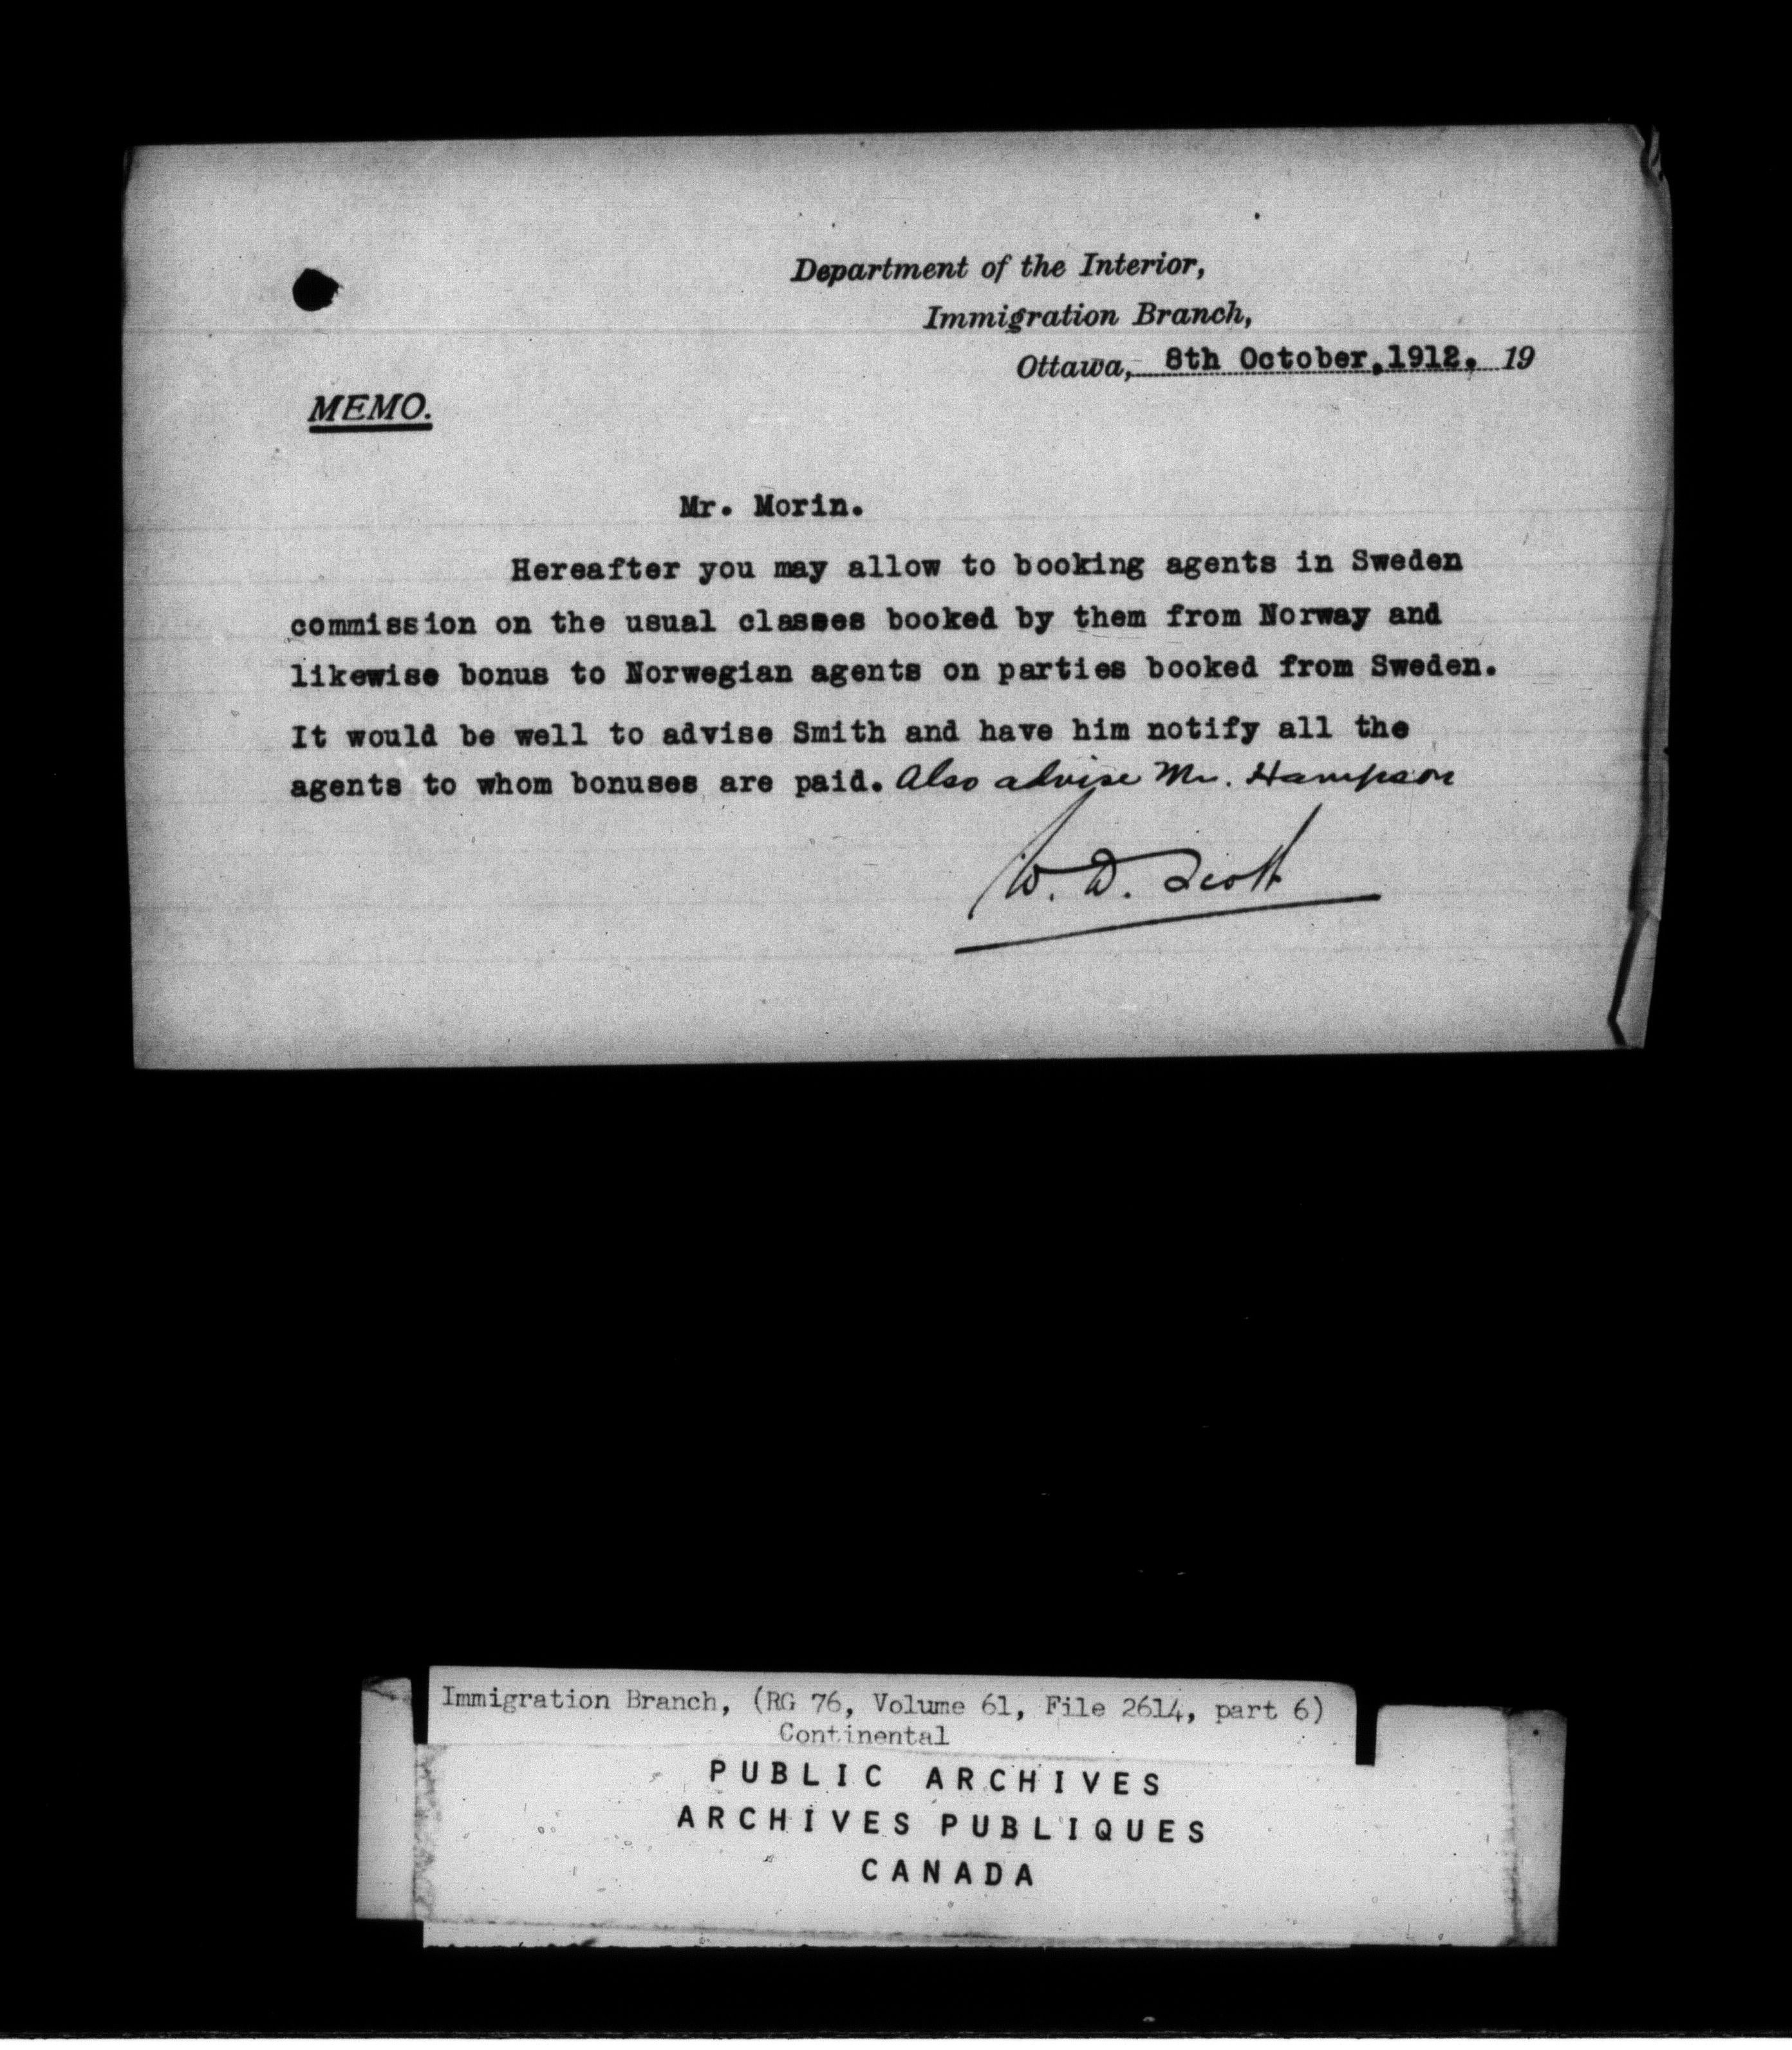 Department of the Interior,
Immigration Branch,
Ottawa, 8th October, 1912. 19
MEMO.
Mr. Morin.
Hereafter you may allow to booking agents in Sweden
commission on the usual classes booked by them from Norway and
likewise bonus to Norwegian agents on parties booked from Sweden.
It would be well to advise Smith and have him notify all the
agents to whom bonuses are paid. Also advise Mr. Hampson
W. D. Scott
Immigration Branch, (RG 76, Volume 61, File 2614, part 6)
Continental
PUBLIC ARCHIVES
ARCHIVES PUBLIQUES
CANADA